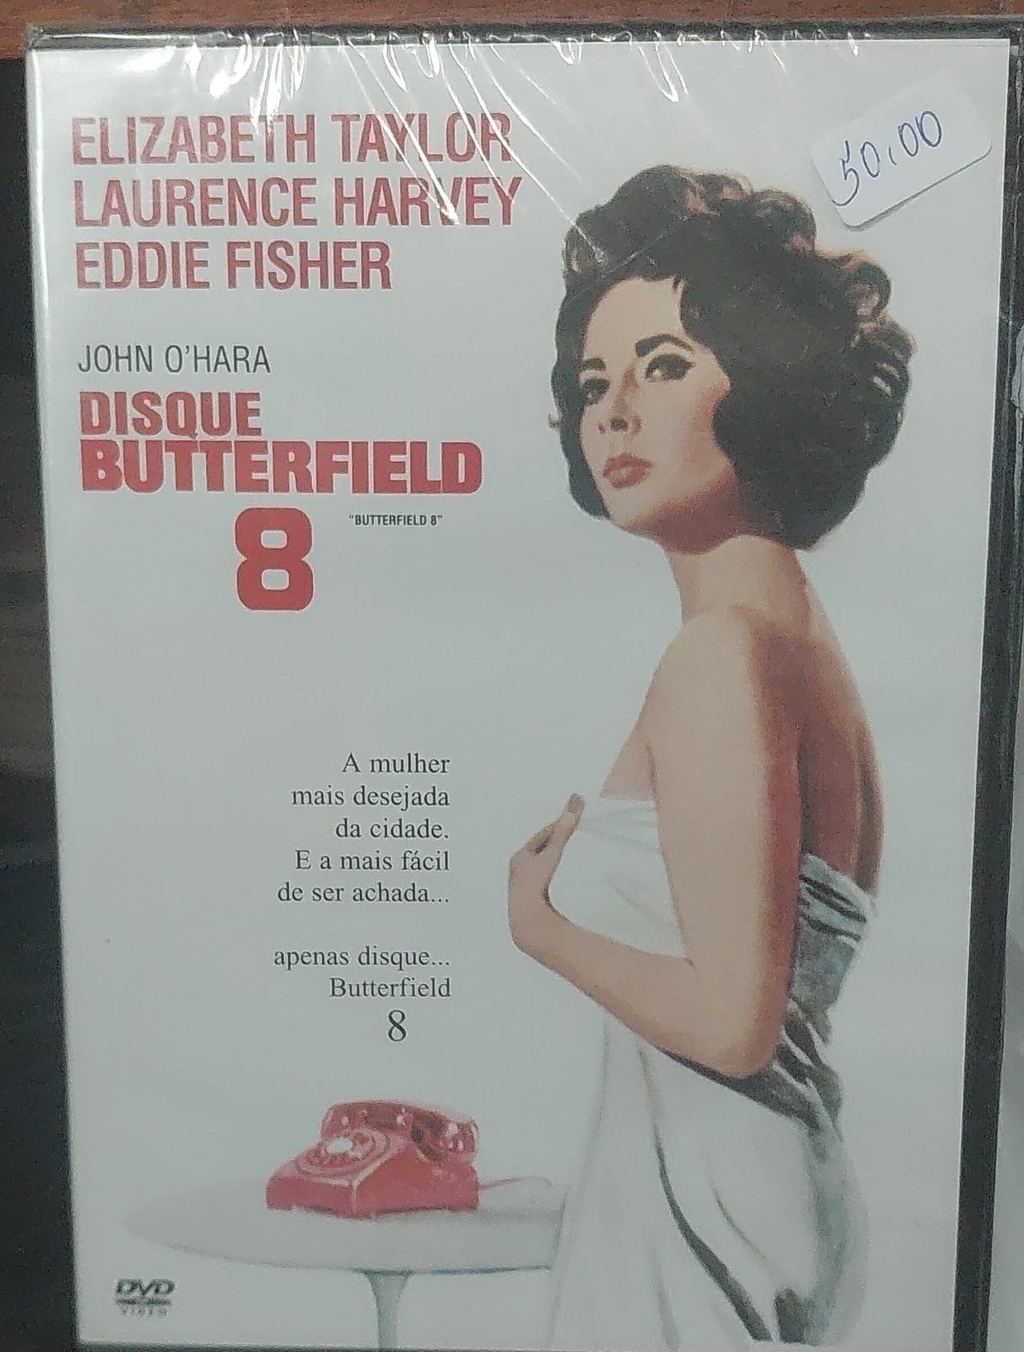 50.00
ELIZABETH TAYLOR
LAURENCE HARVEY
EDDIE FISHER
JOHN O'HARA
DISQUE
BUTTERFIELD
8
"BUTTERFIELD 8"
A mulher
mais desejada
da cidade.
E a mais fácil
de ser achada...
apenas disque...
Butterfield
8
DVD
VIDEO